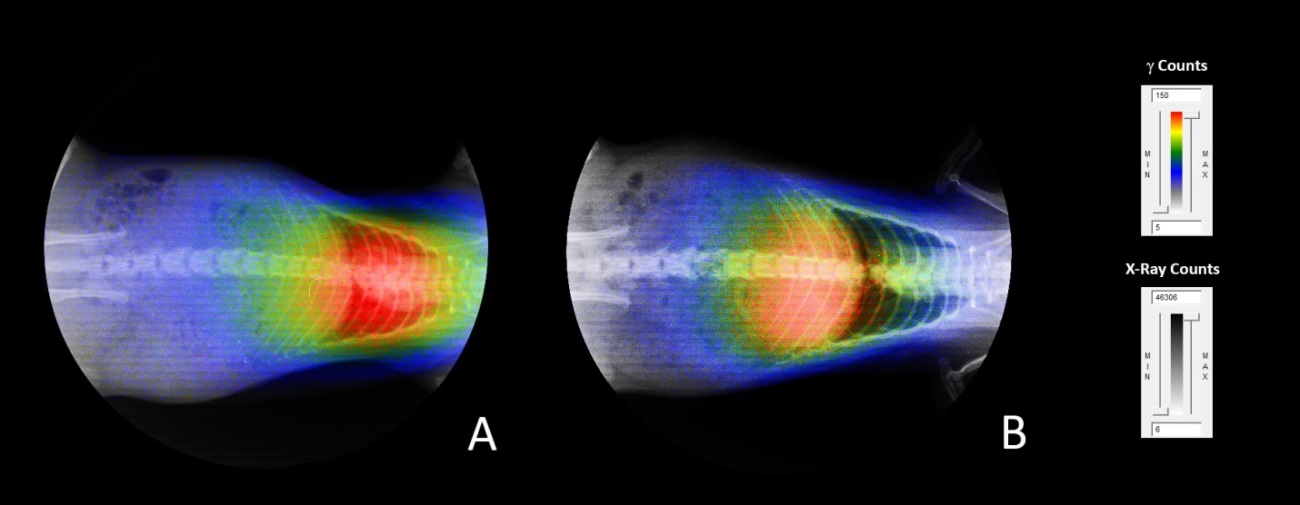 γ Counts
150
MIN
MAX
5
X-Ray Counts
46306
MIN
MAX
6
A
B